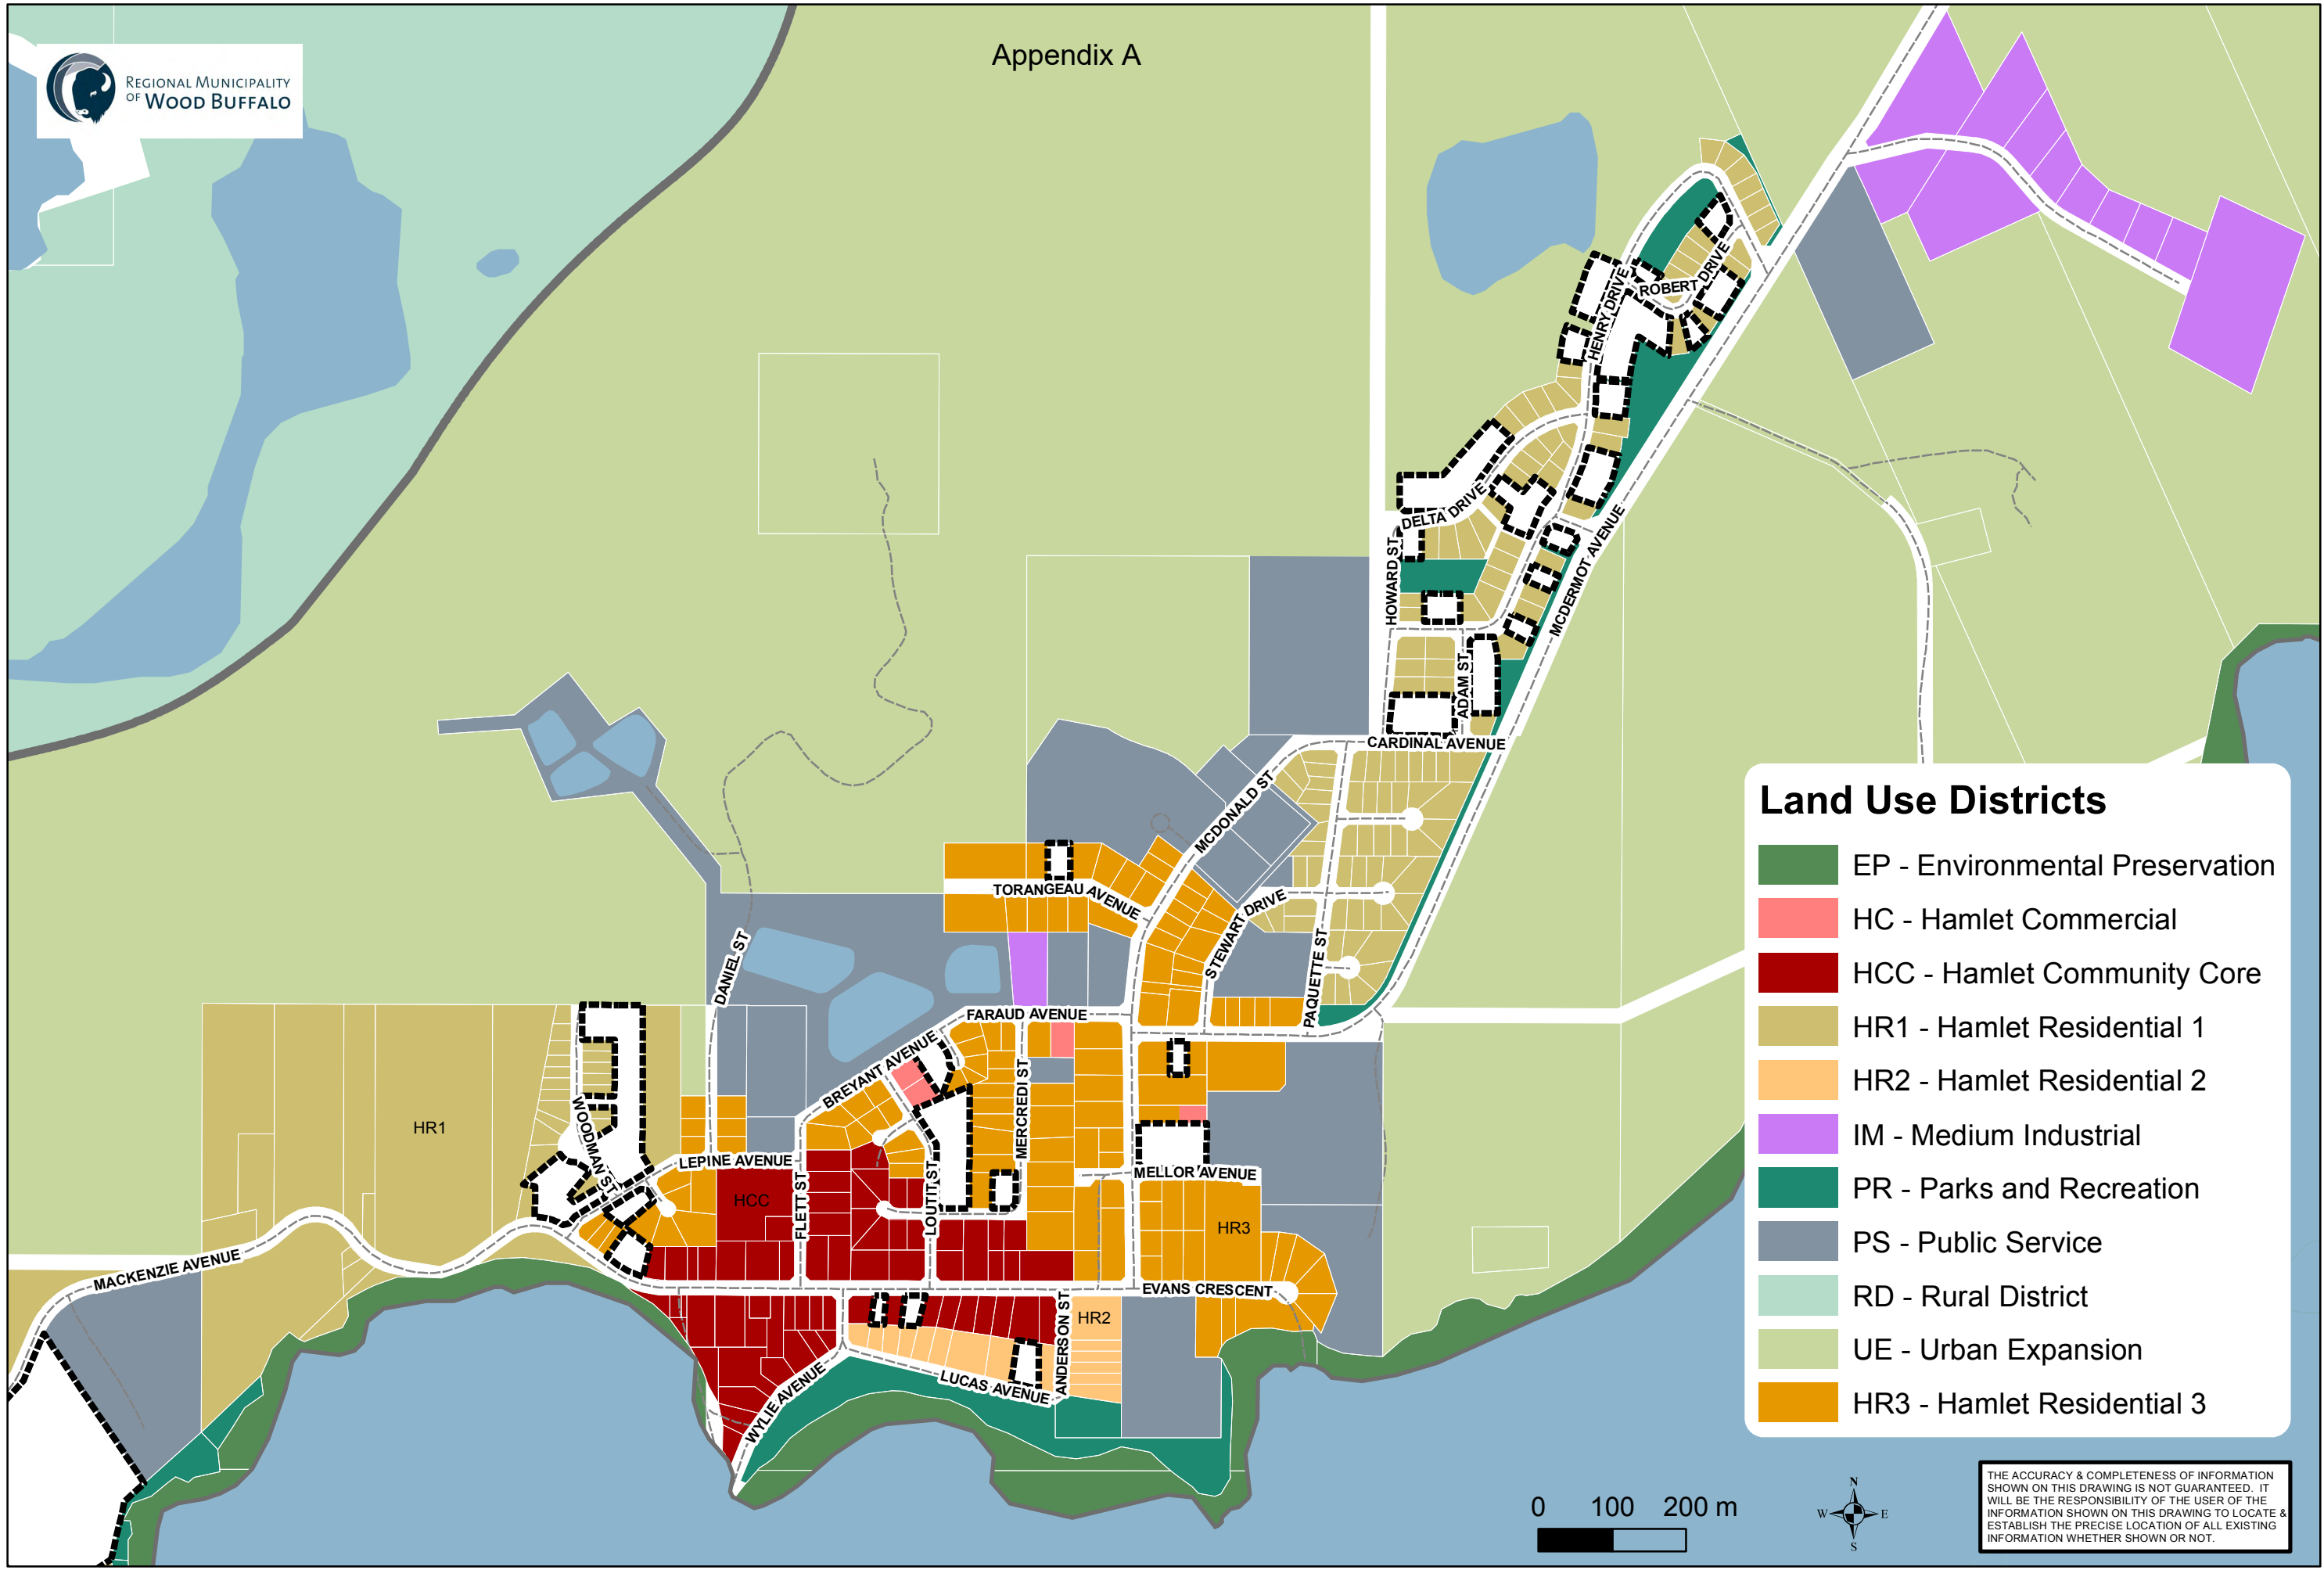 Appendix A
REGIONAL MUNICIPALITY
OF WOOD BUFFALO
ROBERT DRIVE
HENRY DRIVE
DELTA DRIVE
HOWARD ST
MCDERMOT AVENUE
ADAM ST
CARDINAL AVENUE
MCDONALD ST
TORANGEAU AVENUE
STEWART DRIVE
PAQUETTE ST
DANIEL ST
FARAUD AVENUE
BREYANT AVENUE
MERCREDI ST
WOODMAN ST
HR1
LEPINE AVENUE
HCC
FLETT ST
LOUTIT ST
MELLOR AVENUE
HR3
MACKENZIE AVENUE
EVANS CRESCENT
HR2
ANDERSON ST
LUCAS AVENUE
WYLIE AVENUE
Land Use Districts
EP - Environmental Preservation
HC - Hamlet Commercial
HCC - Hamlet Community Core
HR1 - Hamlet Residential 1
HR2 - Hamlet Residential 2
IM - Medium Industrial
PR - Parks and Recreation
PS - Public Service
RD - Rural District
UE - Urban Expansion
HR3 - Hamlet Residential 3
0 100 200 m
N
W E
S
THE ACCURACY & COMPLETENESS OF INFORMATION
SHOWN ON THIS DRAWING IS NOT GUARANTEED. IT
WILL BE THE RESPONSIBILITY OF THE USER OF THE
INFORMATION SHOWN ON THIS DRAWING TO LOCATE &
ESTABLISH THE PRECISE LOCATION OF ALL EXISTING
INFORMATION WHETHER SHOWN OR NOT.